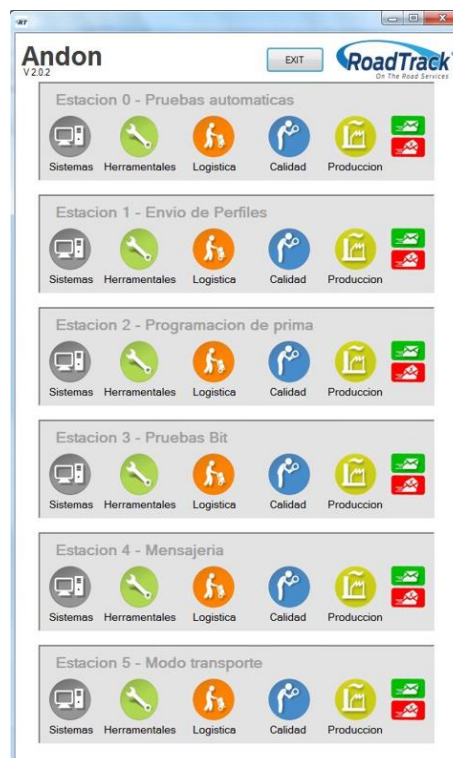 RT
Andon
V 2.0.2
EXIT
RoadTrack
On The Road Services
Estacion 0 - Pruebas automaticas
Sistemas Herramentales Logistica Calidad Produccion
Estacion 1 - Envio de Perfiles
Sistemas Herramentales Logistica Calidad Produccion
Estacion 2 - Programacion de prima
Sistemas Herramentales Logistica Calidad Produccion
Estacion 3 - Pruebas Bit
Sistemas Herramentales Logistica Calidad Produccion
Estacion 4 - Mensajeria
Sistemas Herramentales Logistica Calidad Produccion
Estacion 5 - Modo transporte
Sistemas Herramentales Logistica Calidad Produccion